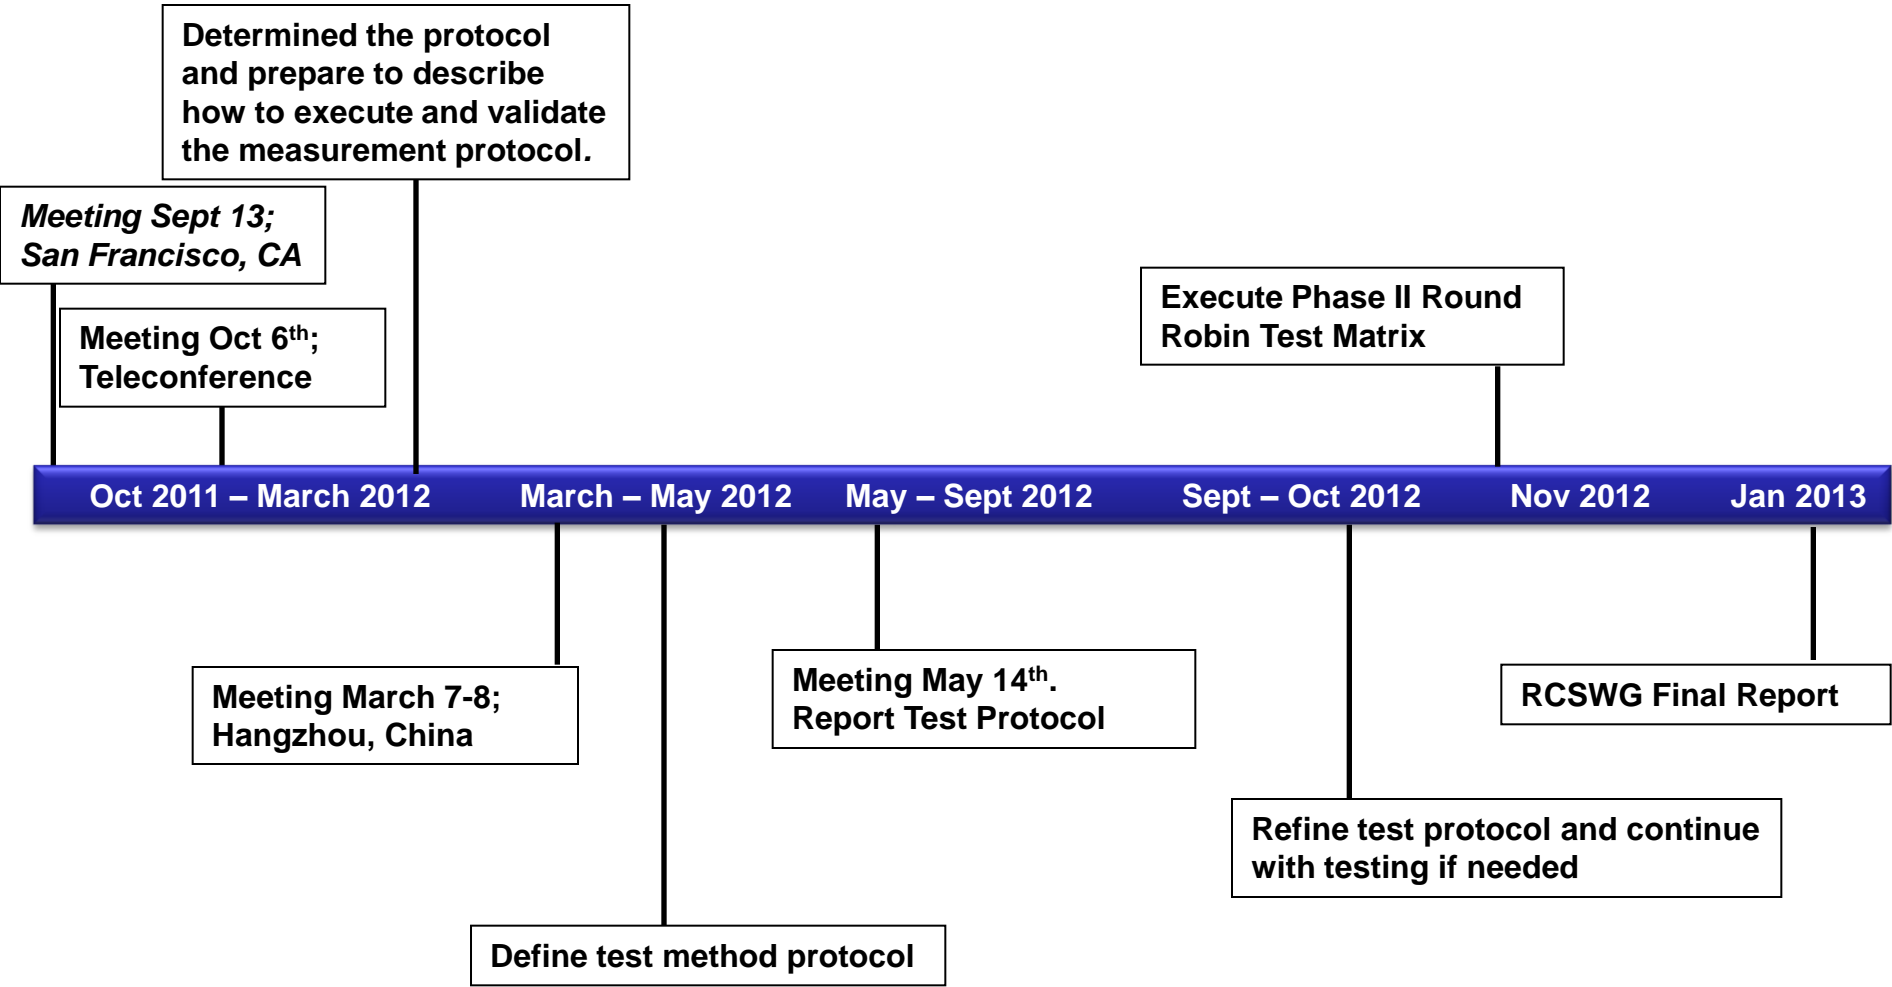 Determined the protocol
and prepare to describe
how to execute and validate
the measurement protocol.
Meeting Sept 13;
San Francisco, CA
Meeting Oct 6th;
Teleconference
Execute Phase II Round
Robin Test Matrix
Oct 2011 – March 2012
March – May 2012
May – Sept 2012
Sept – Oct 2012
Nov 2012
Jan 2013
Meeting March 7-8;
Hangzhou, China
Meeting May 14th.
Report Test Protocol
RCSWG Final Report
Refine test protocol and continue
with testing if needed
Define test method protocol